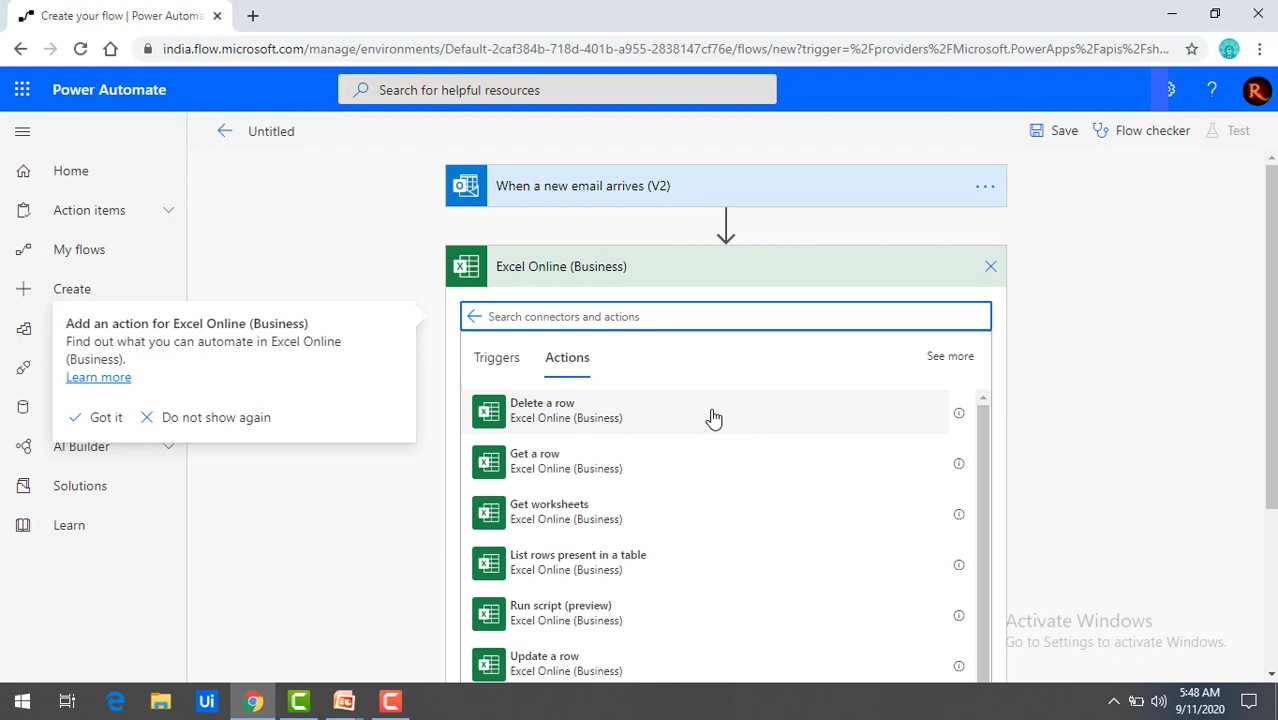 Create your flow | Power Automa
india.flow.microsoft.com/manage/environments/Default-2caf384b-718d-401b-a955-2838147cf76e/flows/new?trigger=%2Fproviders%2FMicrosoft.PowerApps%2Fapis%2Fsh...
Power Automate
Search for helpful resources
?
R
Untitled
Save
Flow checker
Test
Home
Action items
My flows
Create
AI Builder
Solutions
Learn
Add an action for Excel Online (Business)
Find out what you can automate in Excel Online
(Business).
Learn more
Got it
Do not show again
When a new email arrives (V2)
...
Excel Online (Business)
Search connectors and actions
Triggers
Actions
See more
Delete a row
Excel Online (Business)
Get a row
Excel Online (Business)
Get worksheets
Excel Online (Business)
List rows present in a table
Excel Online (Business)
Run script (preview)
Excel Online (Business)
Update a row
Excel Online (Business)
Activate Windows
Go to Settings to activate Windows.
Ui
5:48 AM
9/11/2020